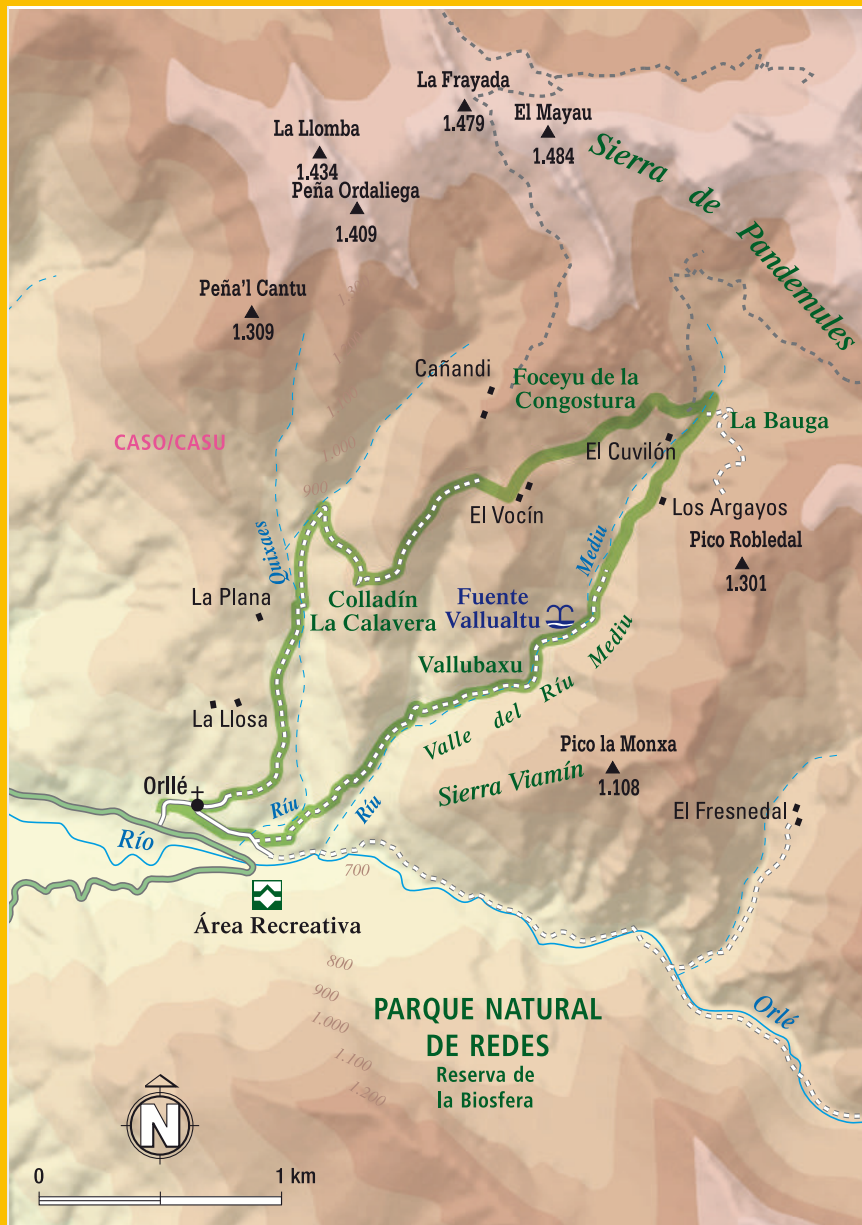 La Frayada
1.479
El Mayau
1.484
La Llomba
1.434
Peña Ordaliega
1.409
Sierra de Pandemules
Peña'l Cantu
1.309
1.000
900
Cañandi
Foceyu de la
Congostura
La Bauga
CASO/CASU
El Cuvilón
El Vocín
Los Argayos
Pico Robledal
1.301
Quixaes
Mediu
La Plana
Colladín
La Calavera
Fuente
Vallualtu
Vallubaxu
Valle del Ríu Mediu
La Llosa
Pico la Monxa
1.108
Sierra Viamín
Orllé
Ríu
Ríu
El Fresnedal
Río
700
Área Recreativa
800
900
1.000
1.100
1.200
PARQUE NATURAL
DE REDES
Reserva de
la Biosfera
Orlé
N
0 1 km